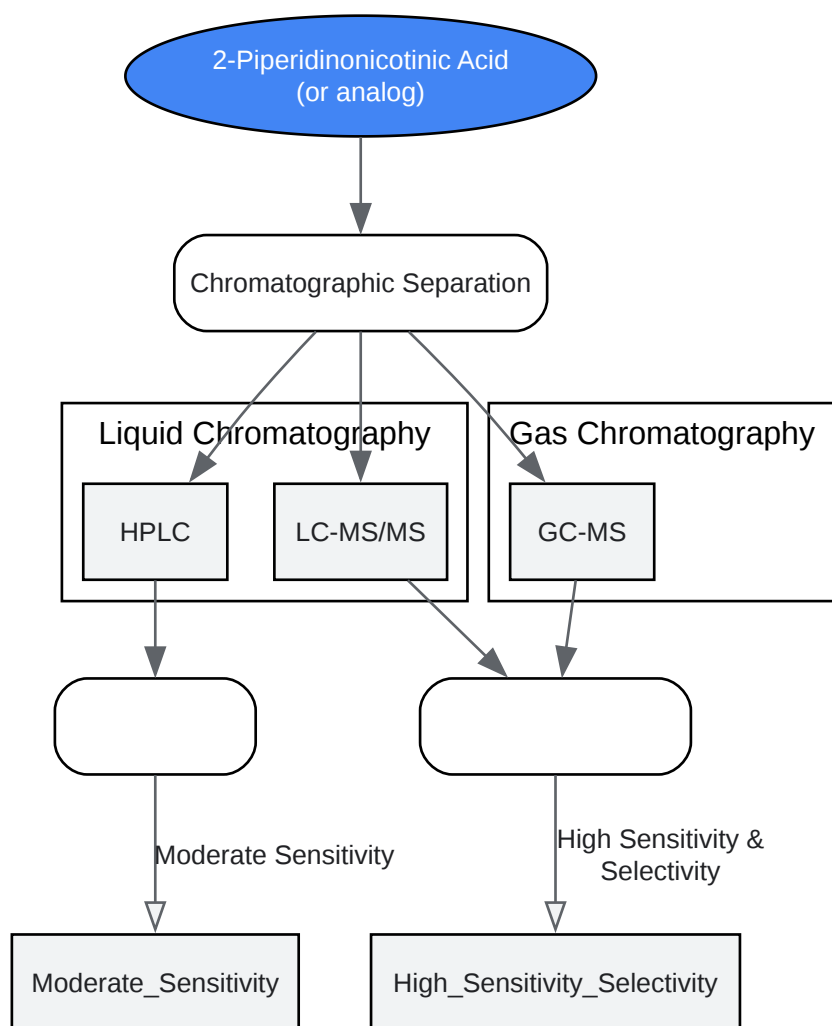 2-Piperidinonicotinic Acid
(or analog)
Chromatographic Separation
Liquid Chromatography
Gas Chromatography
HPLC
LC-MS/MS
GC-MS
Moderate Sensitivity
High Sensitivity &
Selectivity
Moderate_Sensitivity
High_Sensitivity_Selectivity